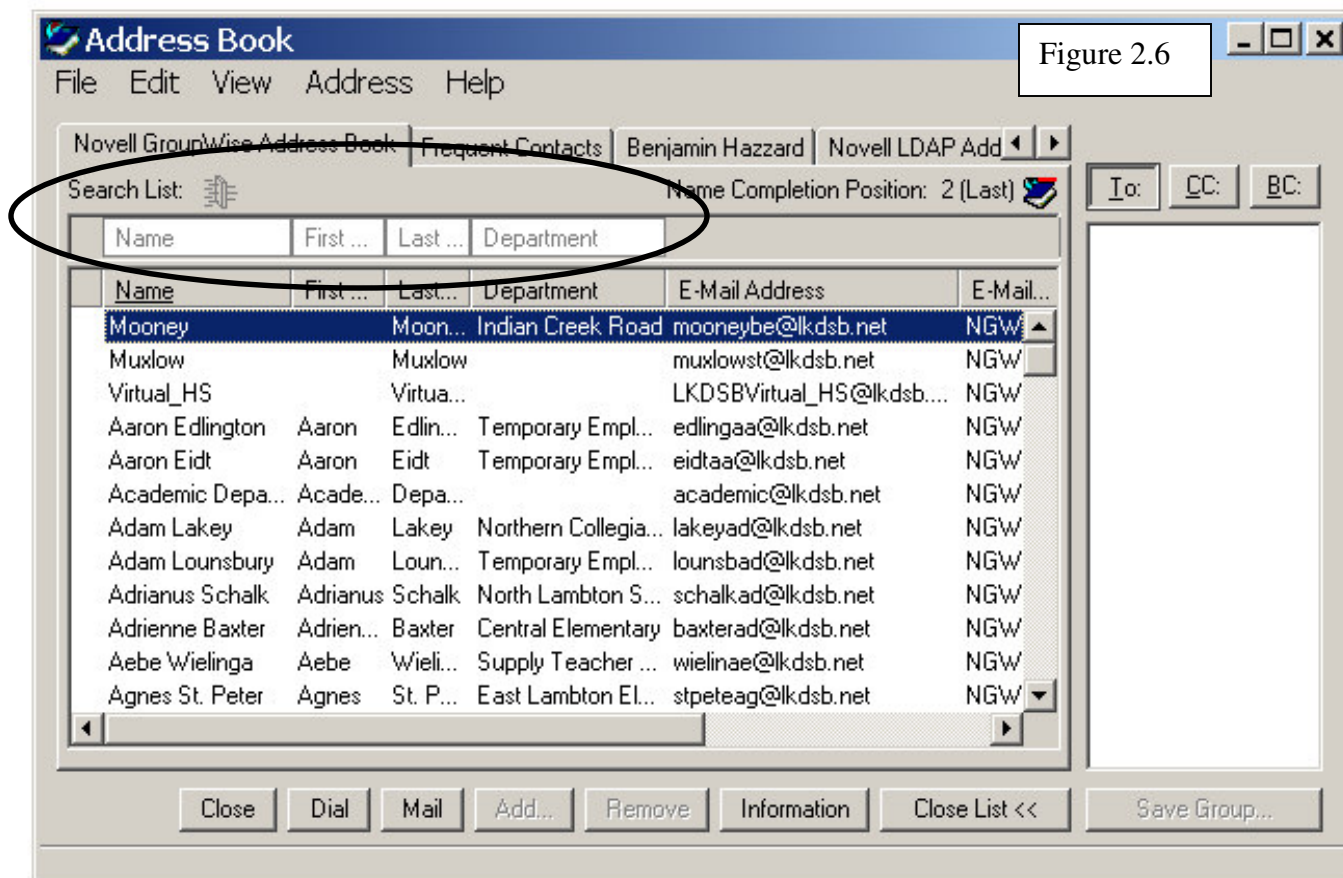 Address Book
Figure 2.6
File Edit View Address Help
Novell GroupWise Address Book Frequent Contacts Benjamin Hazzard Novell LDAP Add
Search List: Name Completion Position: 2 (Last)
To: CC: BC:
Name First ... Last ... Department
Name First ... Last... Department E-Mail Address E-Mail...
Mooney Moon... Indian Creek Road mooneybe@lkdsb.net NGW
Muxlow Muxlow muxlowst@lkdsb.net NGW
Virtual_HS Virtua... LKDSBVirtual_HS@lkdsb.... NGW
Aaron Edlington Aaron Edlin... Temporary Empl... edlingaa@lkdsb.net NGW
Aaron Eidt Aaron Eidt Temporary Empl... eidtaa@lkdsb.net NGW
Academic Depa... Acade... Depa... academic@lkdsb.net NGW
Adam Lakey Adam Lakey Northern Collegia... lakeyad@lkdsb.net NGW
Adam Lounsbury Adam Loun... Temporary Empl... lounsbad@lkdsb.net NGW
Adrianus Schalk Adrianus Schalk North Lambton S... schalkad@lkdsb.net NGW
Adrienne Baxter Adrien... Baxter Central Elementary baxterad@lkdsb.net NGW
Aebe Wielinga Aebe Wieli... Supply Teacher ... wielinae@lkdsb.net NGW
Agnes St. Peter Agnes St. P... East Lambton El... stpeteag@lkdsb.net NGW
Close Dial Mail Add... Remove Information Close List << Save Group...